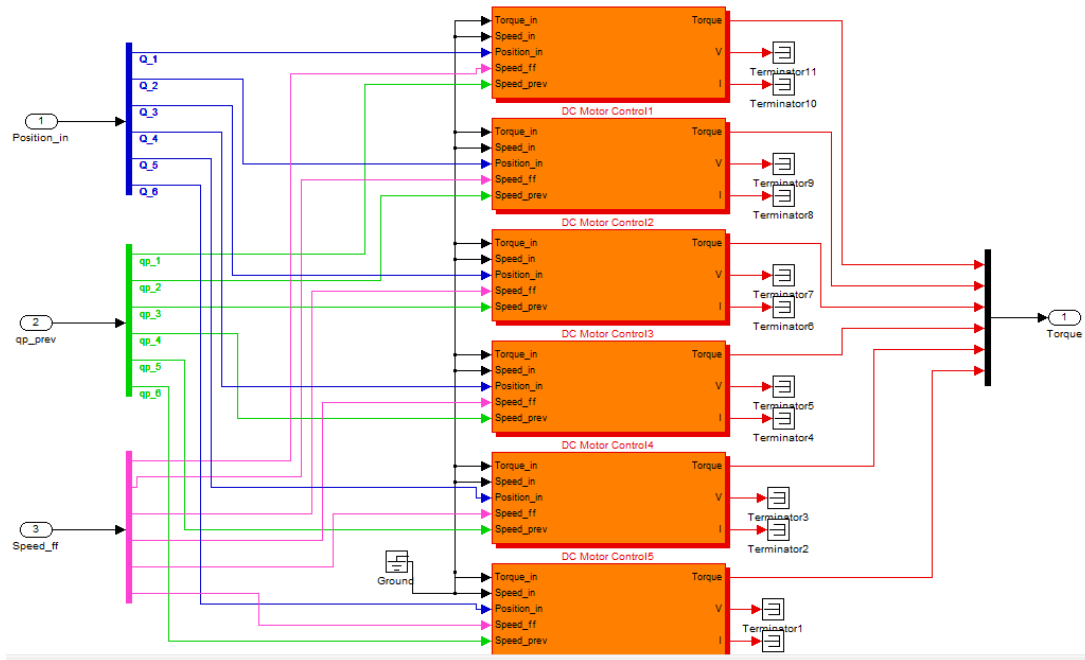 1
Position_in
Q_1
Q_2
Q_3
Q_4
Q_5
Q_6
2
qp_prev
qp_1
qp_2
qp_3
qp_4
qp_5
qp_6
3
Speed_ff
Ground
Torque_in
Speed_in
Position_in
Speed_ff
Speed_prev
Torque
V
I
DC Motor Control1
Terminator11
Terminator10
Torque_in
Speed_in
Position_in
Speed_ff
Speed_prev
Torque
V
I
DC Motor Control2
Terminator9
Terminator8
Torque_in
Speed_in
Position_in
Speed_ff
Speed_prev
Torque
V
I
DC Motor Control3
Terminator7
Terminator6
Torque_in
Speed_in
Position_in
Speed_ff
Speed_prev
Torque
V
I
DC Motor Control4
Terminator5
Terminator4
Torque_in
Speed_in
Position_in
Speed_ff
Speed_prev
Torque
V
I
DC Motor Control5
Terminator3
Terminator2
Torque_in
Speed_in
Position_in
Speed_ff
Speed_prev
Torque
V
I
Terminator1
1
Torque